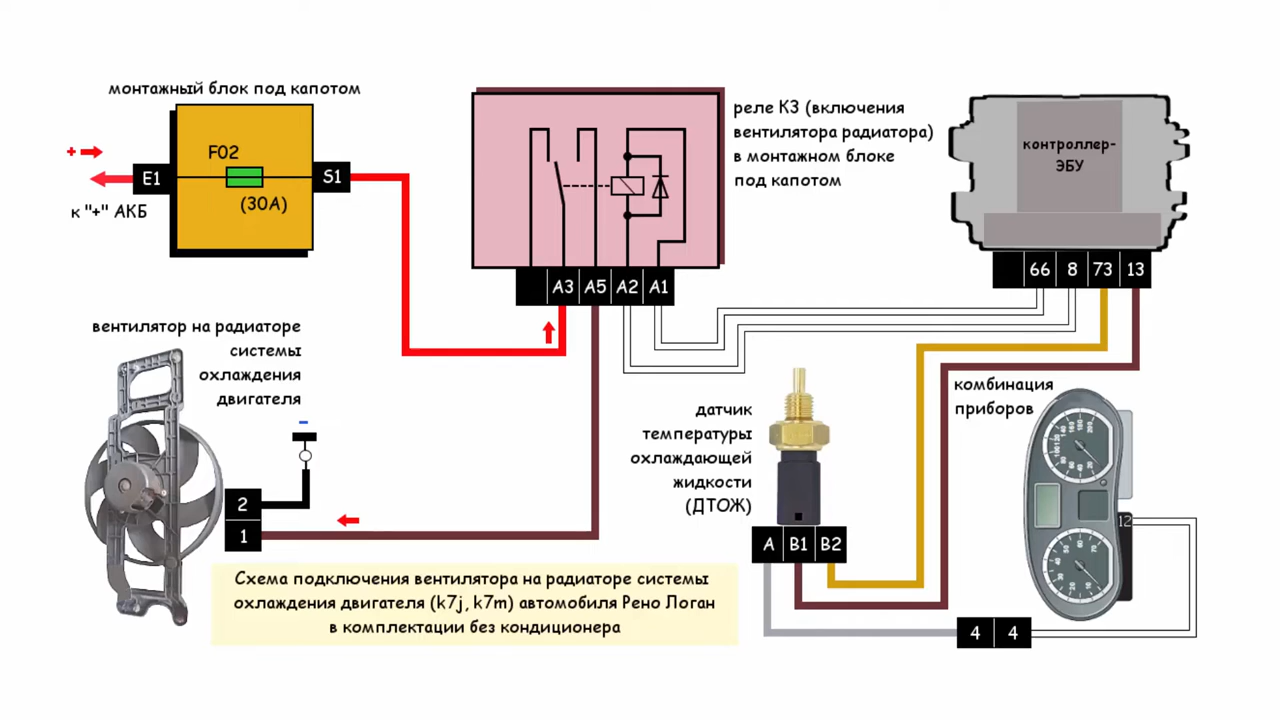 монтажный блок под капотом
F02
+
E1
S1
(30А)
к "+" АКБ
реле К3 (включения
вентилятора радиатора)
в монтажном блоке
под капотом
A3
A5
A2
A1
контроллер-
ЭБУ
66
8
73
13
вентилятор на радиаторе
системы
охлаждения
двигателя
-
2
1
датчик
температуры
охлаждающей
жидкости
(ДТОЖ)
A
B1
B2
комбинация
приборов
12
4
4
Схема подключения вентилятора на радиаторе системы
охлаждения двигателя (k7j, k7m) автомобиля Рено Логан
в комплектации без кондиционера